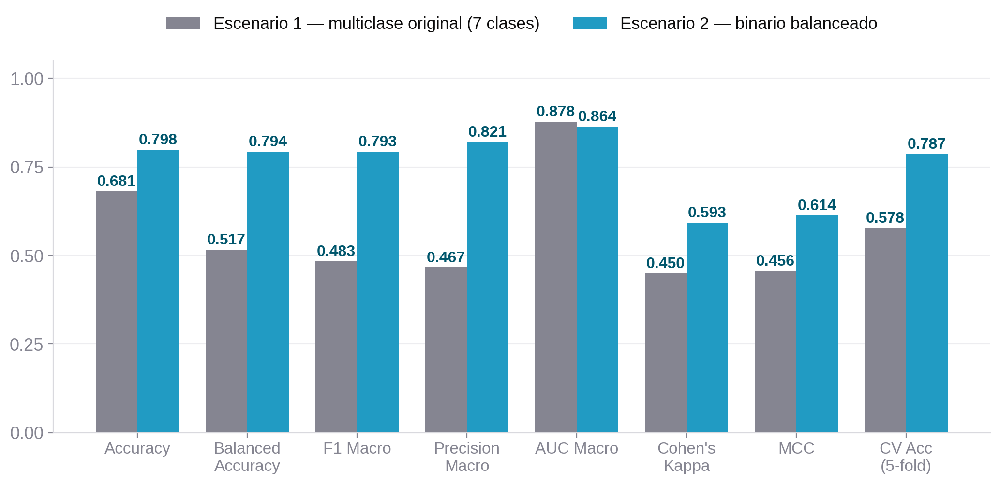 Escenario 1 — multiclase original (7 clases) Escenario 2 — binario balanceado
1.00
0.75
0.50
0.25
0.00
0.681 0.798
0.517 0.794
0.483 0.793
0.467 0.821
0.878 0.864
0.450 0.593
0.456 0.614
0.578 0.787
Accuracy
Balanced
Accuracy
F1 Macro
Precision
Macro
AUC Macro
Cohen's
Kappa
MCC
CV Acc
(5-fold)